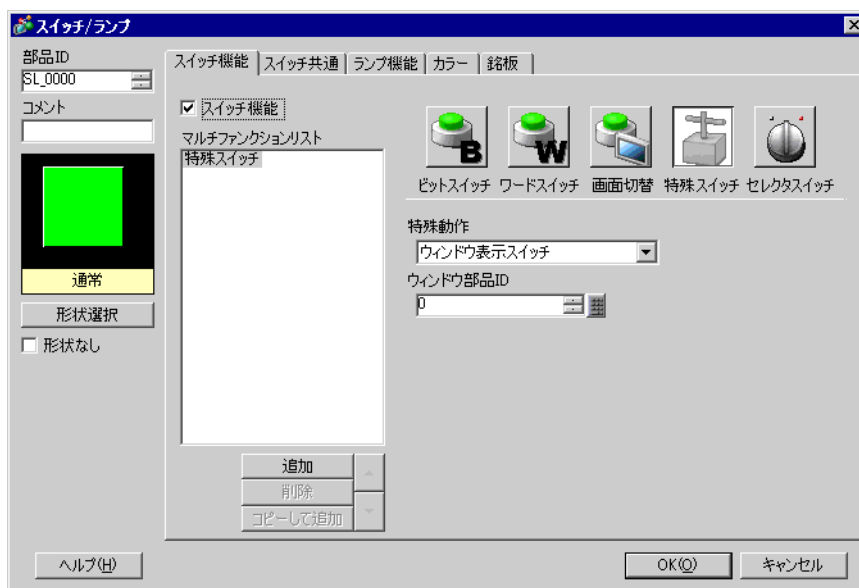 スイッチ/ランプ
部品ID
SL_0000
コメント
通常
形状選択
形状なし
スイッチ機能 スイッチ共通 ランプ機能 カラー 銘板
スイッチ機能
マルチファンクションリスト
特殊スイッチ
追加
削除
コピーして追加
B W
ビットスイッチ ワードスイッチ 画面切替 特殊スイッチ セレクタスイッチ
特殊動作
ウィンドウ表示スイッチ
ウィンドウ部品ID
0
ヘルプ(H) OK(O) キャンセル